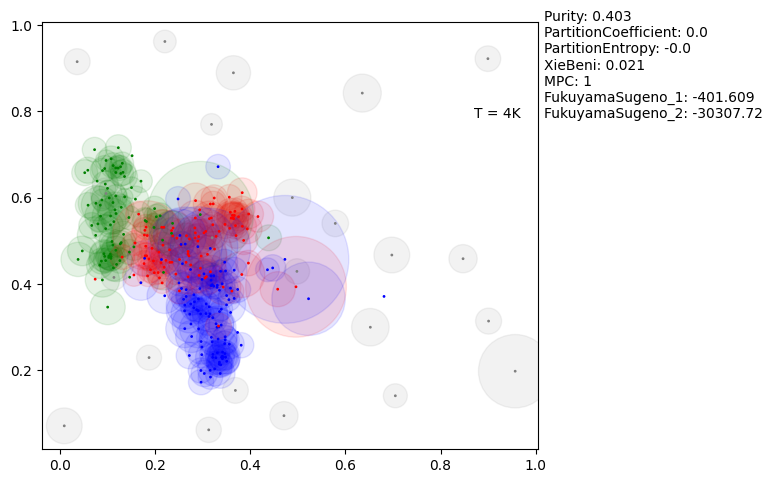 Purity: 0.403
PartitionCoefficient: 0.0
PartitionEntropy: -0.0
XieBeni: 0.021
MPC: 1
FukuyamaSugeno_1: -401.609
FukuyamaSugeno_2: -30307.72
T = 4K
1.0
0.8
0.6
0.4
0.2
0.0 0.2 0.4 0.6 0.8 1.0